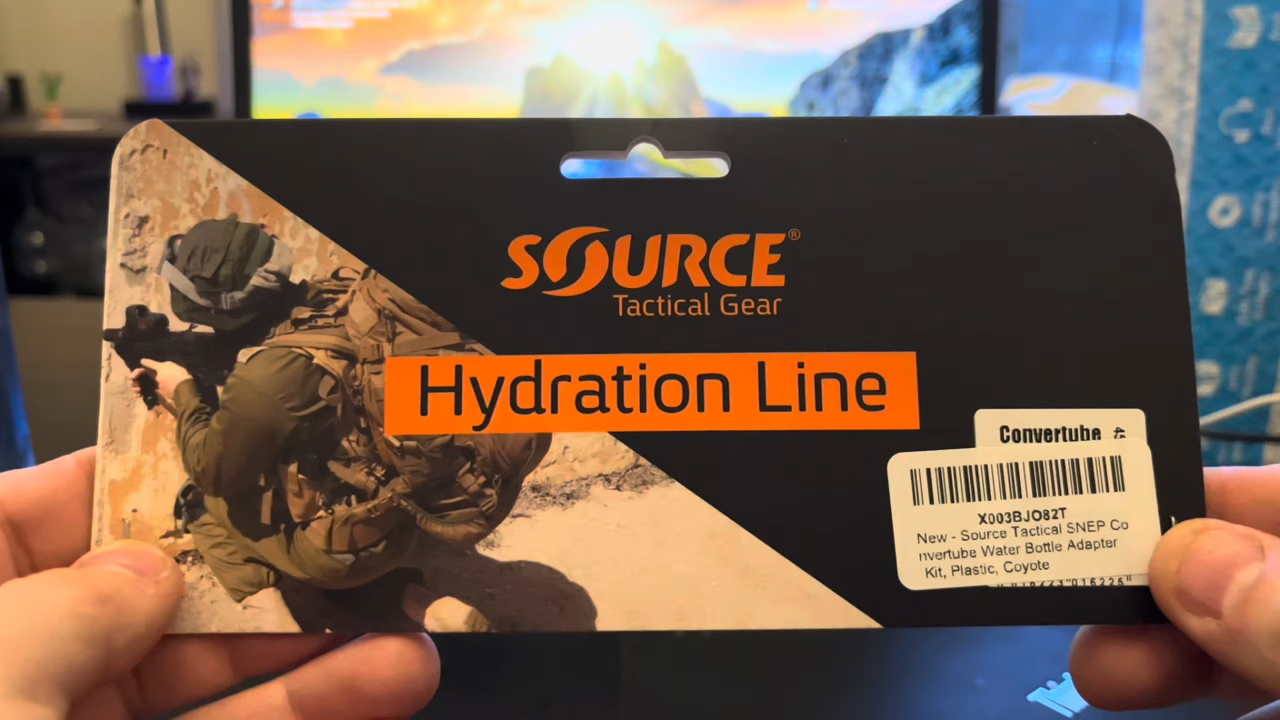 SOURCE®
Tactical Gear
Hydration Line
Convertube
X003BJO82T
New - Source Tactical SNEP Co
nvertube Water Bottle Adapter
Kit, Plastic, Coyote